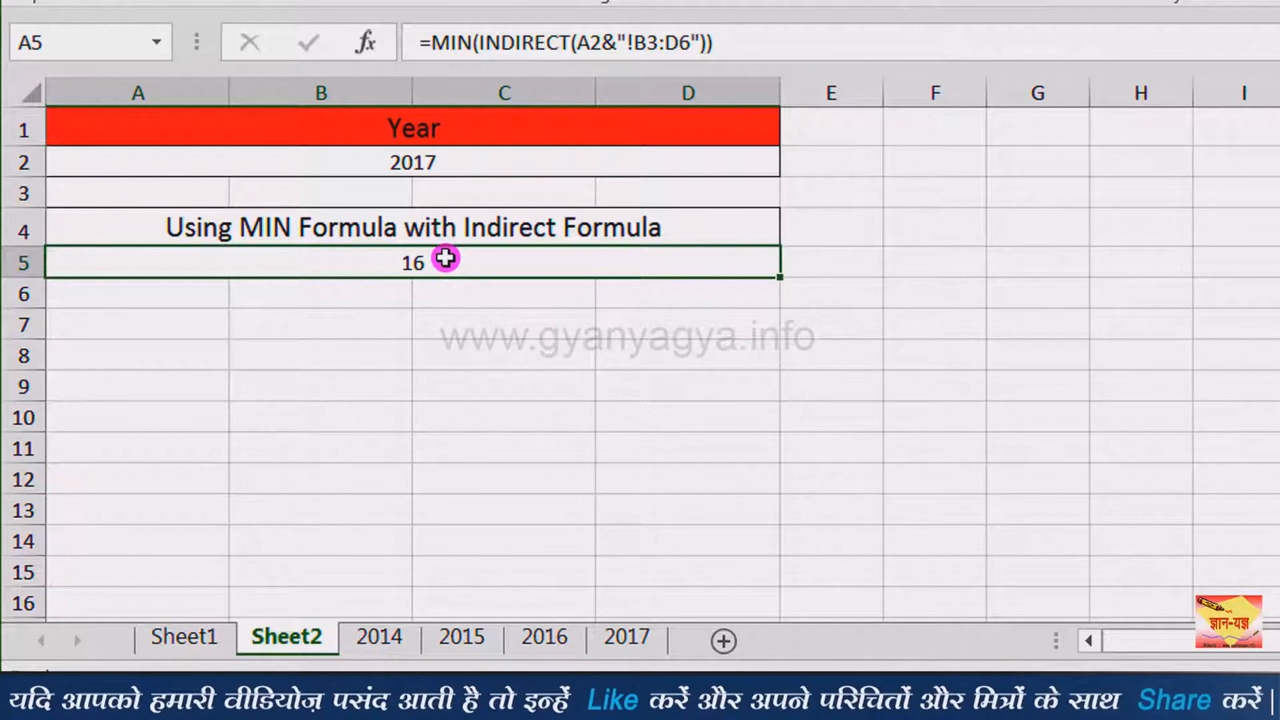 A5 fx =MIN(INDIRECT(A2&"!B3:D6"))
A B C D E F G H I
1 Year
2 2017
3
4 Using MIN Formula with Indirect Formula
5 16
6
7
www.gyanyagya.info
8
9
10
11
12
13
14
15
16
ज्ञान-यज्ञ
Sheet1 Sheet2 2014 2015 2016 2017
यदि आपको हमारी वीडियोज़ पसंद आती है तो इन्हें Like करें और अपने परिचितों और मित्रों के साथ Share करें |